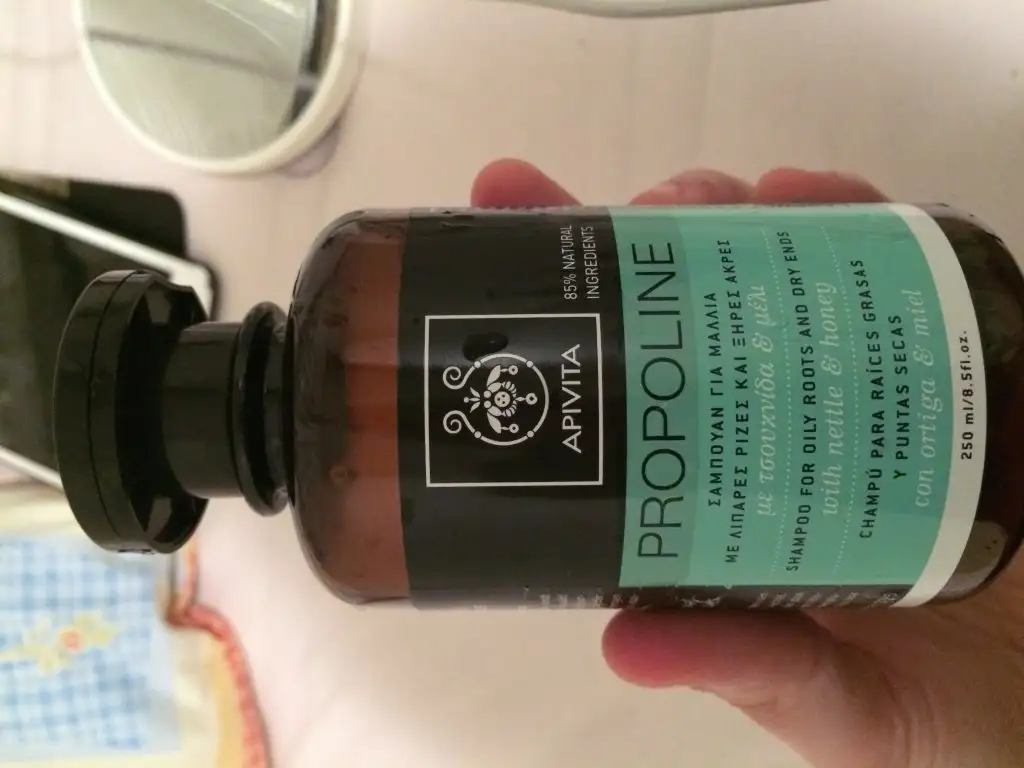 85% NATURAL
INGREDIENTS
APIVITA
PROPOLINE
ΣΑΜΠΟΥΑΝ ΓΙΑ ΜΑΛΛΙΑ
ΜΕ ΛΙΠΑΡΕΣ ΡΙΖΕΣ ΚΑΙ ΞΗΡΕΣ ΑΚΡΕΣ
με τσουκνίδα & μέλι
SHAMPOO FOR OILY ROOTS AND DRY ENDS
with nettle & honey
CHAMPÚ PARA RAÍCES GRASAS
Y PUNTAS SECAS
con ortiga & miel
250 ml/8.5fl.oz.